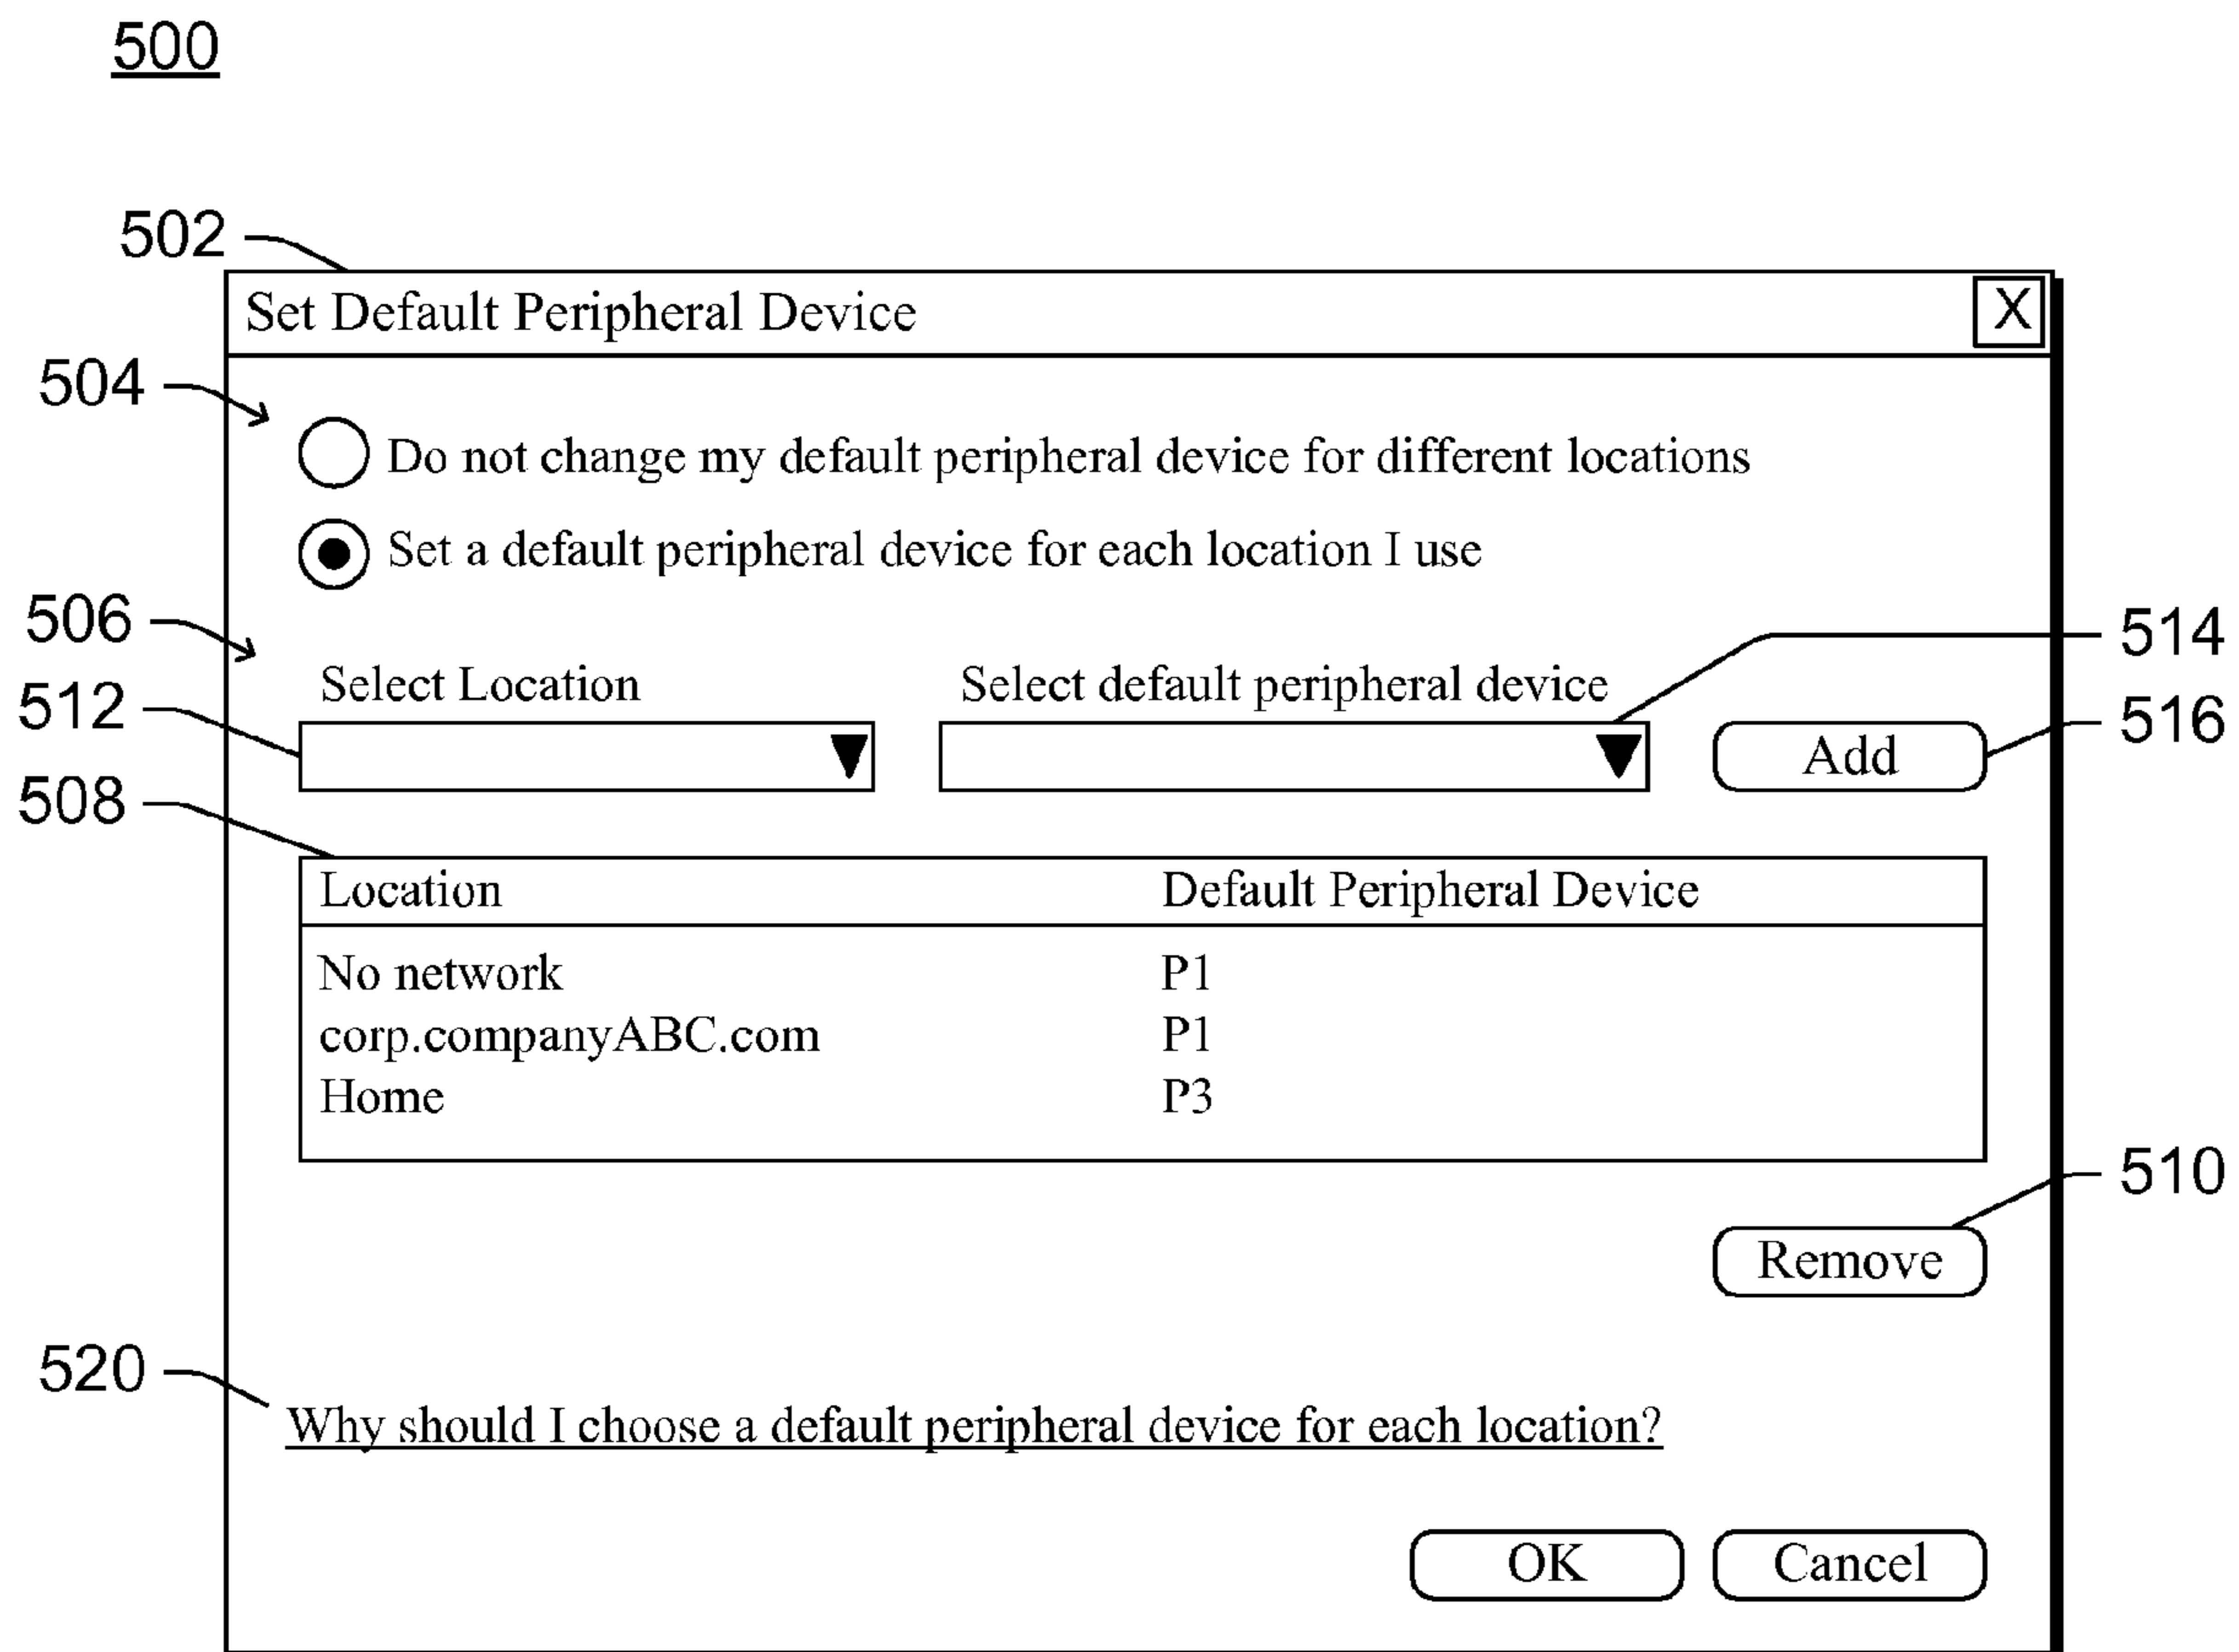 500
502
Set Default Peripheral Device X
504
Do not change my default peripheral device for different locations
Set a default peripheral device for each location I use
506
514
Select Location Select default peripheral device
512
516
Add
508
Location Default Peripheral Device
No network P1
corp.companyABC.com P1
Home P3
510
Remove
520
Why should I choose a default peripheral device for each location?
OK Cancel